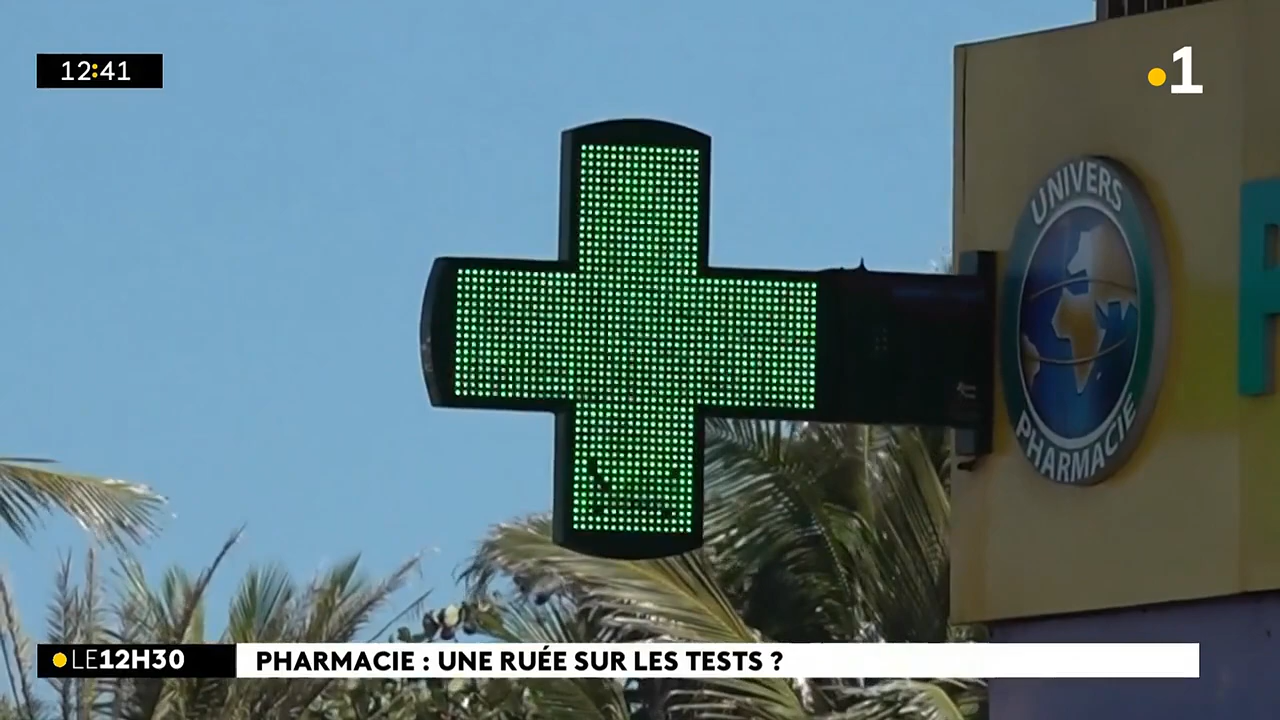 12:41
1
UNIVERS
PHARMACIE
LE12H30
PHARMACIE : UNE RUÉE SUR LES TESTS ?